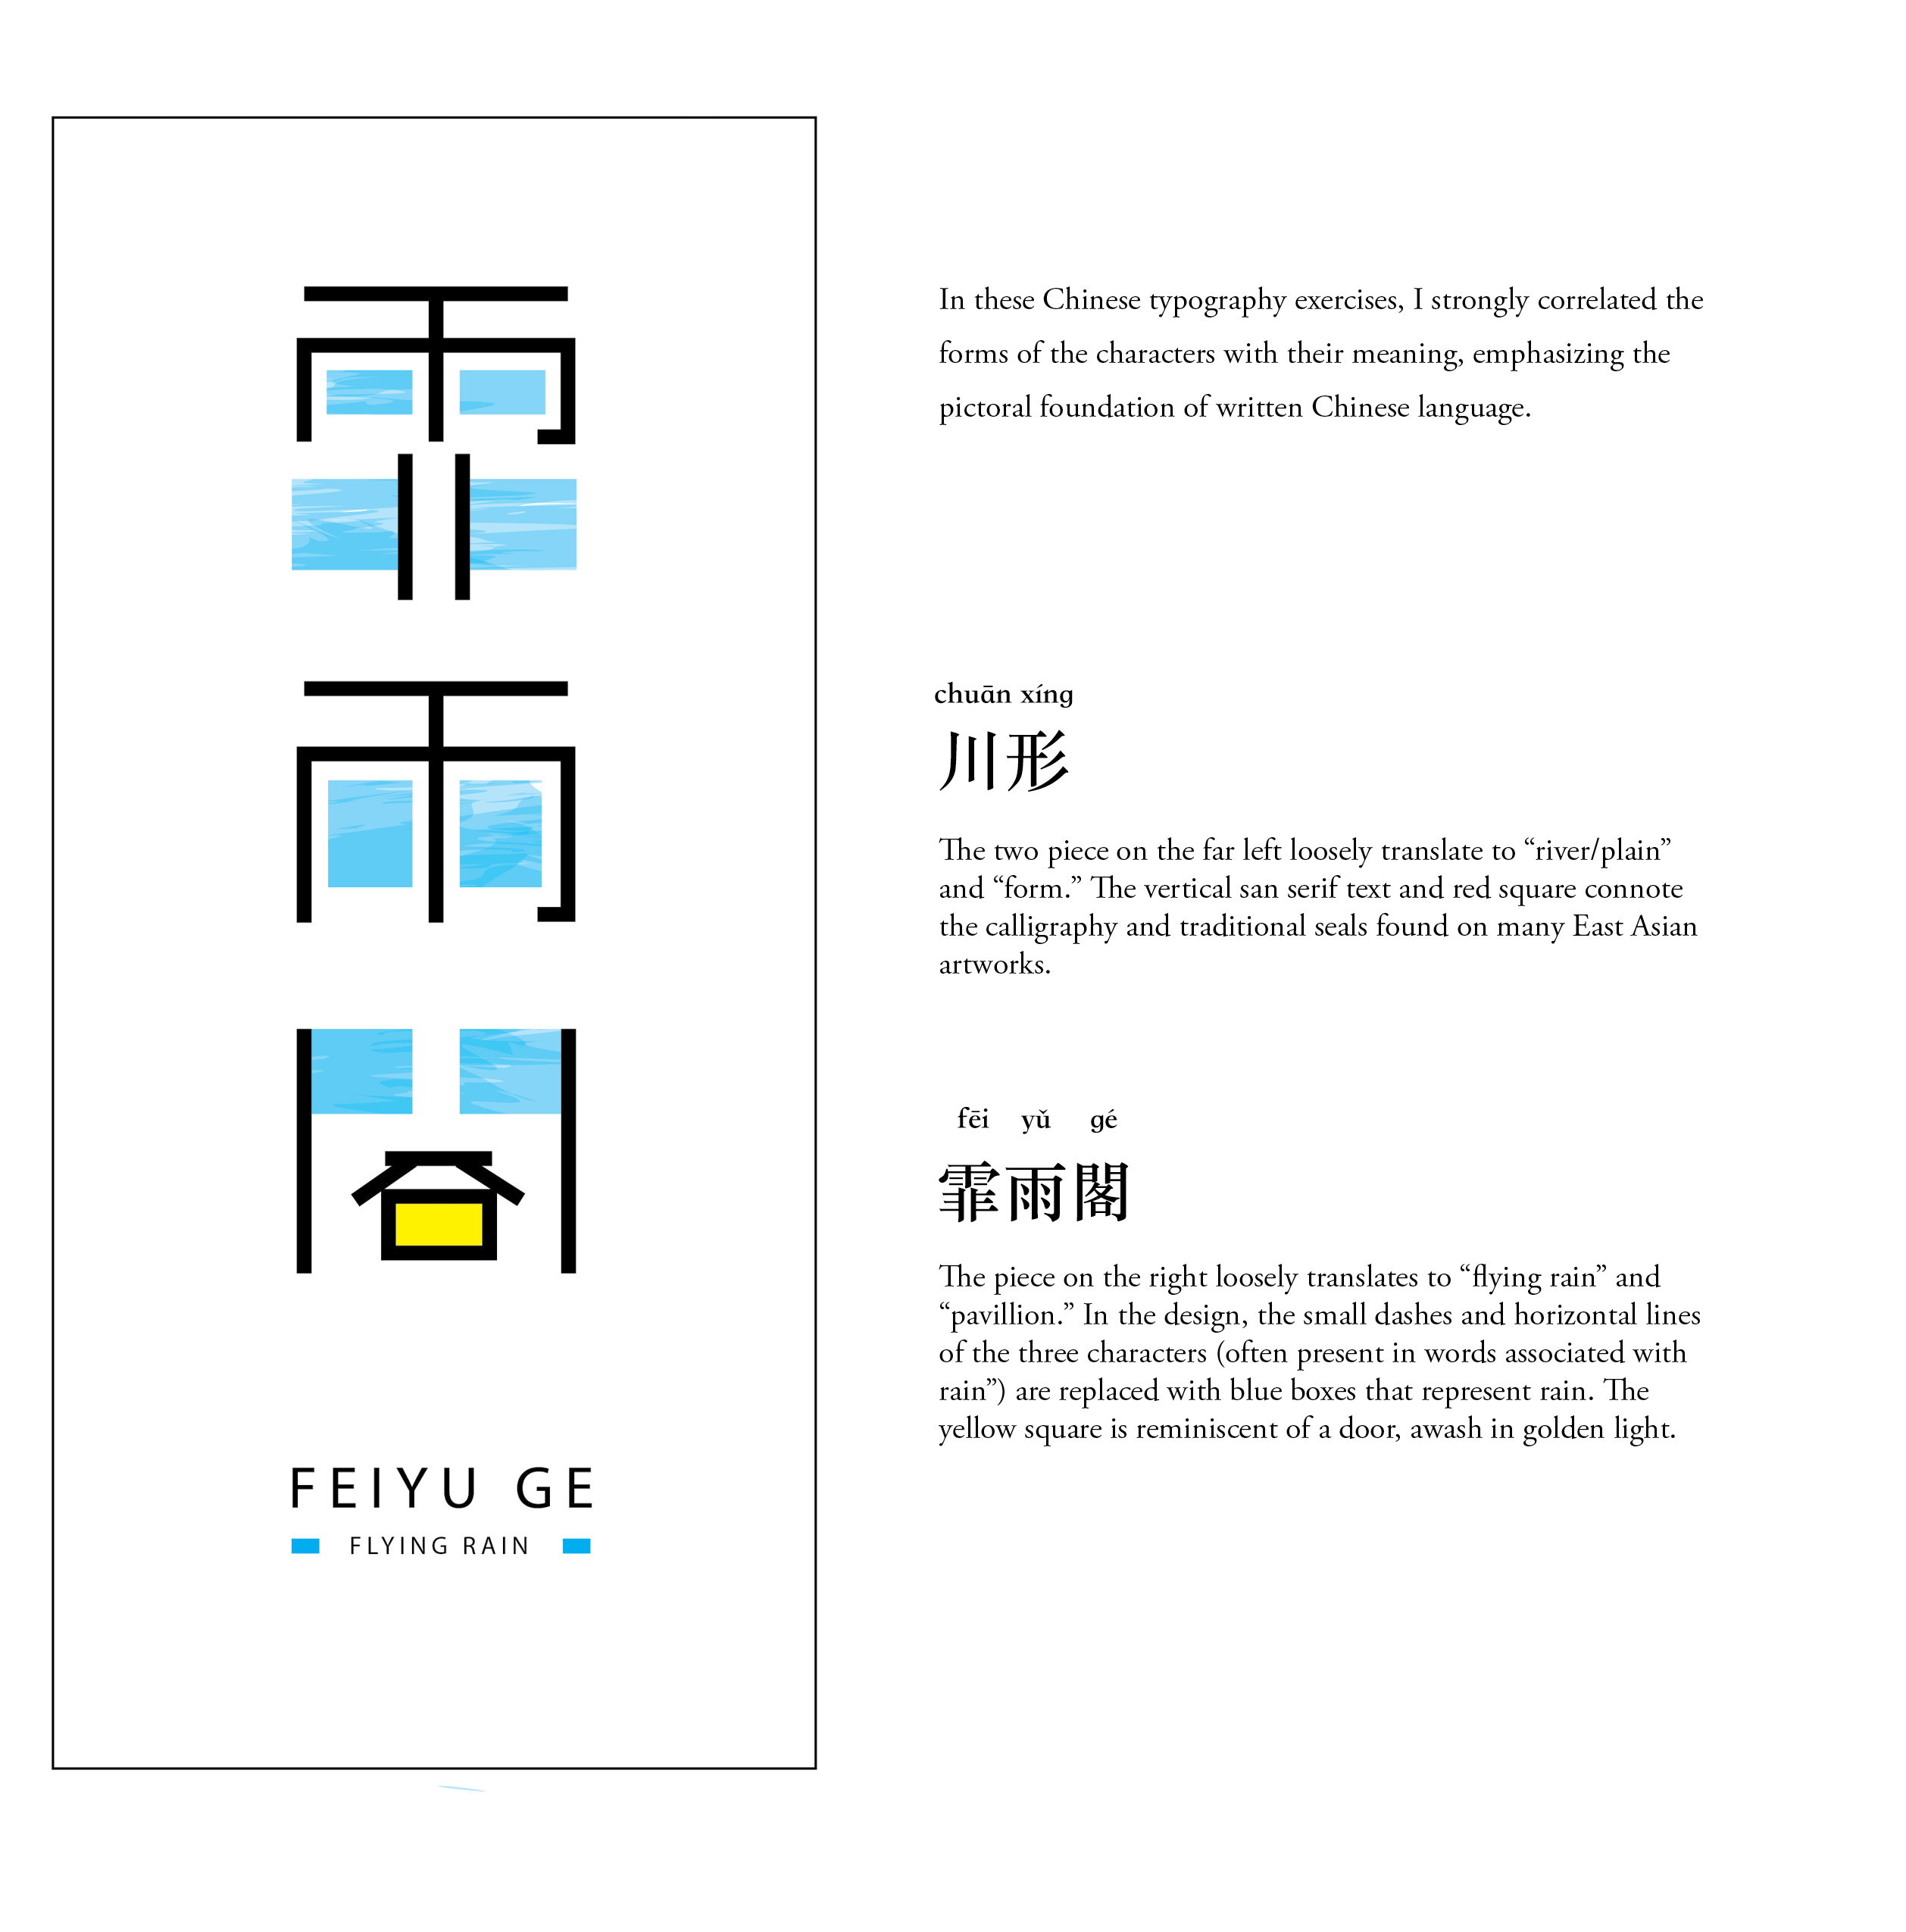 霏
雨
閣
FEIYU GE
FLYING RAIN
In these Chinese typography exercises, I strongly correlated the
forms of the characters with their meaning, emphasizing the
pictoral foundation of written Chinese language.
chuān xíng
川形
The two piece on the far left loosely translate to “river/plain”
and “form.” The vertical san serif text and red square connote
the calligraphy and traditional seals found on many East Asian
artworks.
fēi yǔ gé
霏雨閣
The piece on the right loosely translates to “flying rain” and
“pavillion.” In the design, the small dashes and horizontal lines
of the three characters (often present in words associated with
rain”) are replaced with blue boxes that represent rain. The
yellow square is reminiscent of a door, awash in golden light.